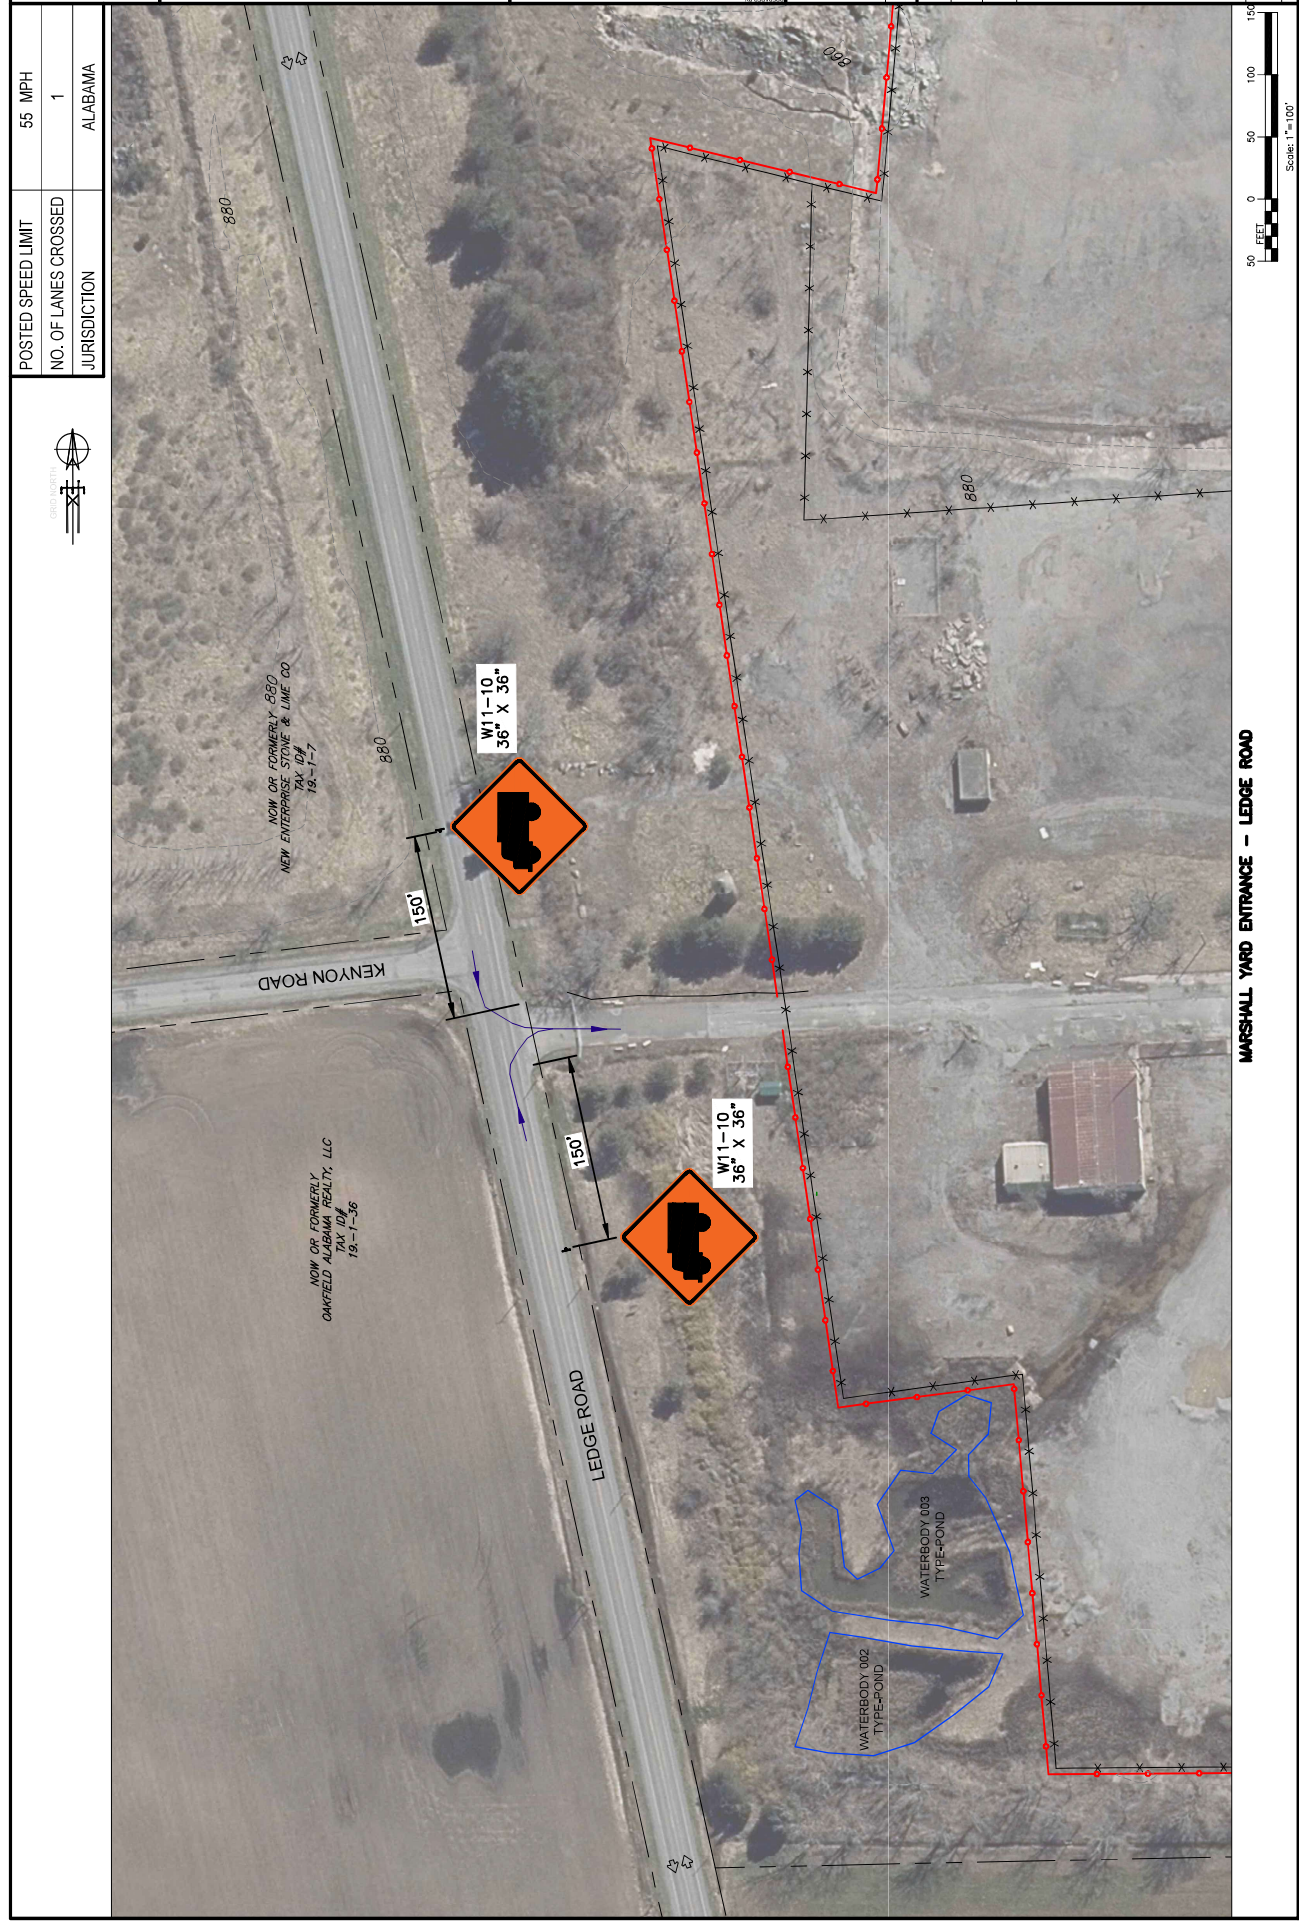 POSTED SPEED LIMIT 55 MPH
NO. OF LANES CROSSED 1
JURISDICTION ALABAMA
GRID NORTH
880
860
NOW OR FORMERLY 880
NEW ENTERPRISE STONE & LIME CO
TAX ID#
19.-1-7
880
W11-10
36" X 36"
150'
KENYON ROAD
880
NOW OR FORMERLY
OAKFIELD ALABAMA REALTY, LLC
TAX ID#
19.-1-36
150'
W11-10
36" X 36"
LEDGE ROAD
WATERBODY 003
TYPE-POND
WATERBODY 002
TYPE-POND
MARSHALL YARD ENTRANCE - LEDGE ROAD
50 0 50 100 150
FEET
Scale: 1"=100'